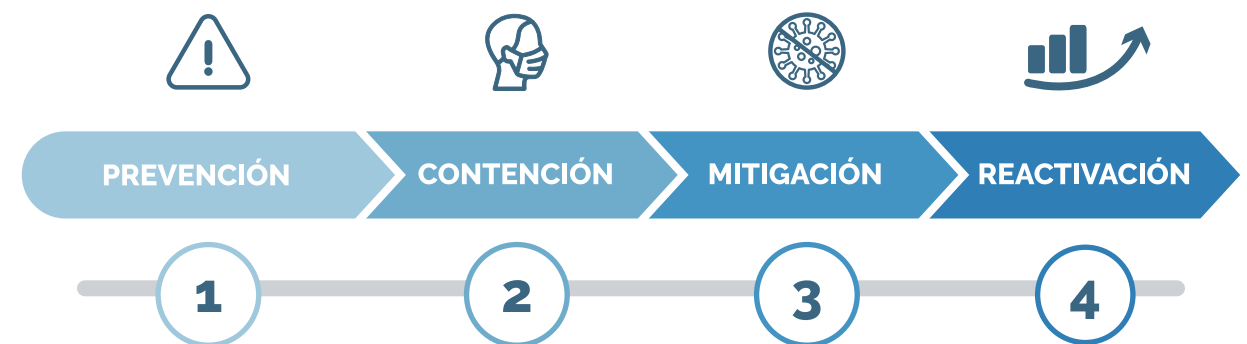 PREVENCIÓN
CONTENCIÓN
MITIGACIÓN
REACTIVACIÓN
1
2
3
4